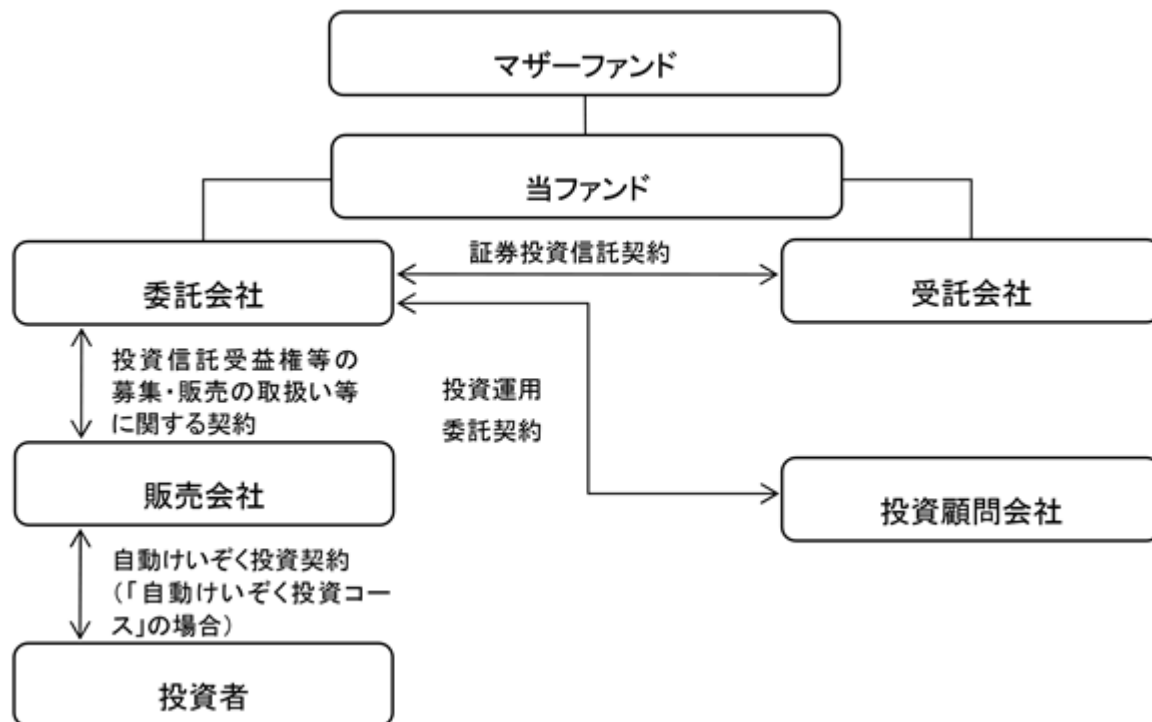 マザーファンド
当ファンド
証券投資信託契約
委託会社
受託会社
投資信託受益権等の
募集・販売の取扱い等
に関する契約
投資運用
委託契約
販売会社
投資顧問会社
自動けいぞく投資契約
(「自動けいぞく投資コー
ス」の場合)
投資者